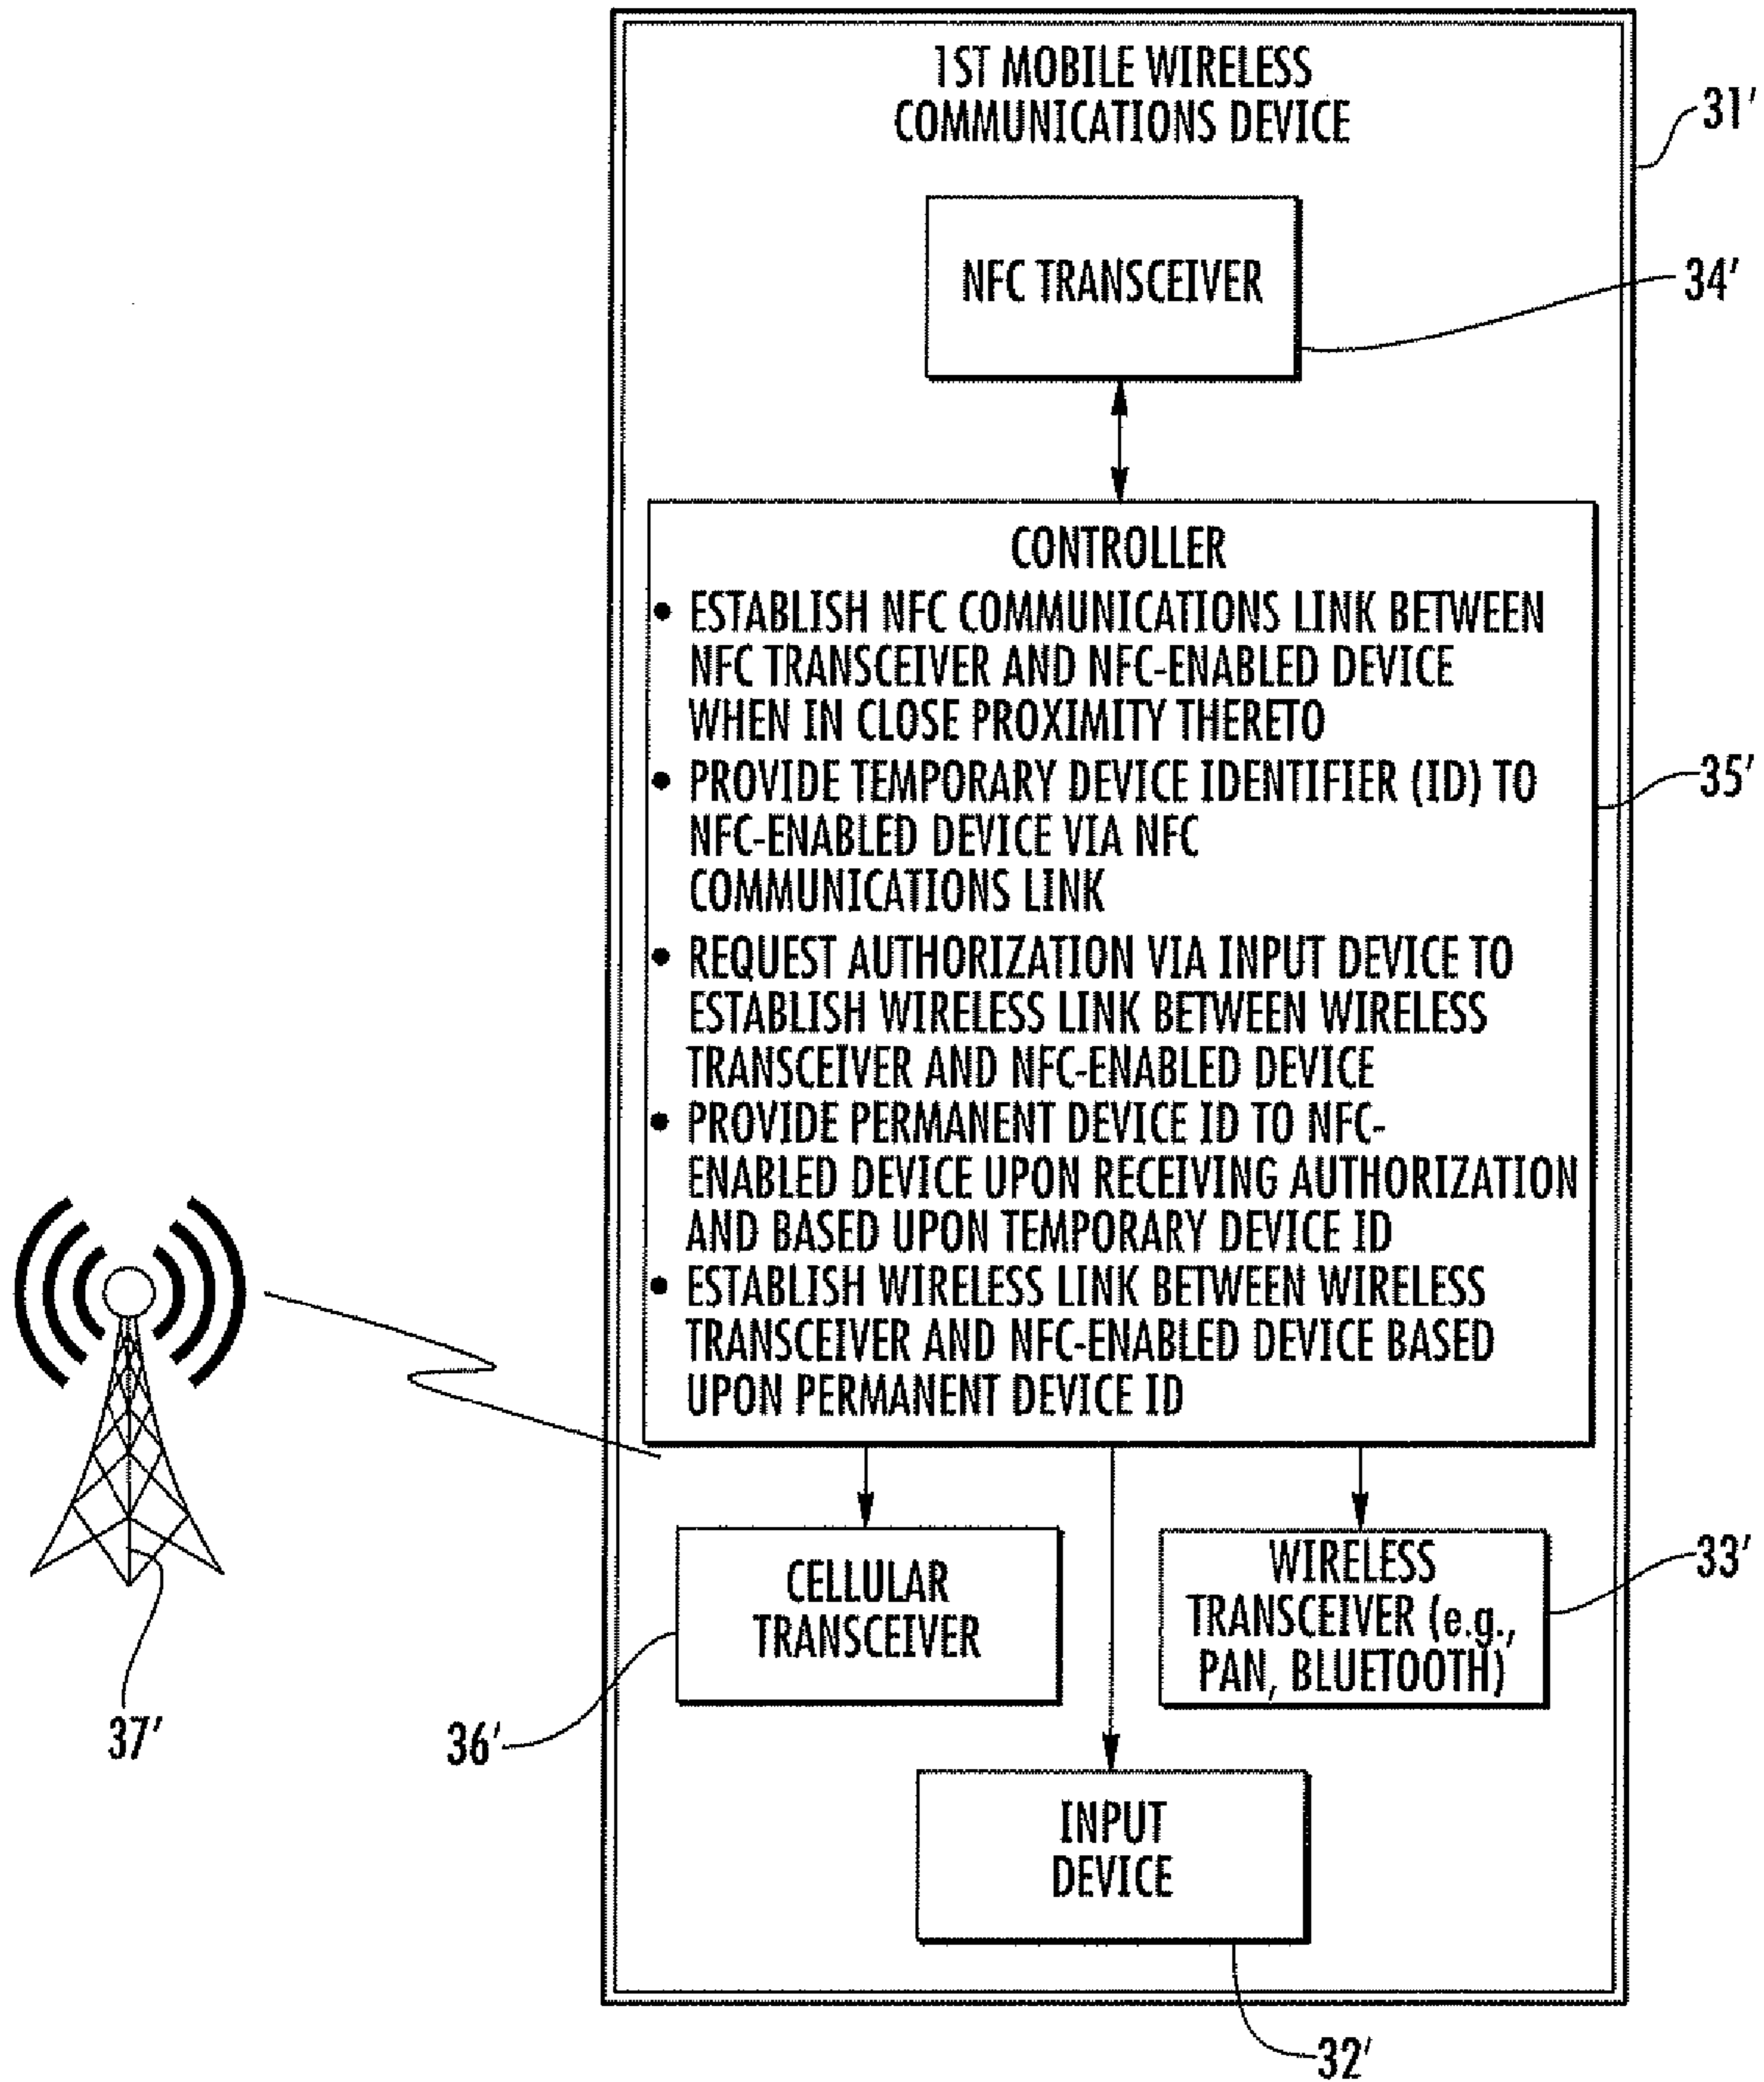 1ST MOBILE WIRELESS
COMMUNICATIONS DEVICE
31'
NFC TRANSCEIVER
34'
CONTROLLER
• ESTABLISH NFC COMMUNICATIONS LINK BETWEEN
NFC TRANSCEIVER AND NFC-ENABLED DEVICE
WHEN IN CLOSE PROXIMITY THERETO
• PROVIDE TEMPORARY DEVICE IDENTIFIER (ID) TO
NFC-ENABLED DEVICE VIA NFC
COMMUNICATIONS LINK
• REQUEST AUTHORIZATION VIA INPUT DEVICE TO
ESTABLISH WIRELESS LINK BETWEEN WIRELESS
TRANSCEIVER AND NFC-ENABLED DEVICE
• PROVIDE PERMANENT DEVICE ID TO NFC-
ENABLED DEVICE UPON RECEIVING AUTHORIZATION
AND BASED UPON TEMPORARY DEVICE ID
• ESTABLISH WIRELESS LINK BETWEEN WIRELESS
TRANSCEIVER AND NFC-ENABLED DEVICE BASED
UPON PERMANENT DEVICE ID
35'
CELLULAR
TRANSCEIVER
36'
WIRELESS
TRANSCEIVER (e.g.,
PAN, BLUETOOTH)
33'
37'
INPUT
DEVICE
32'